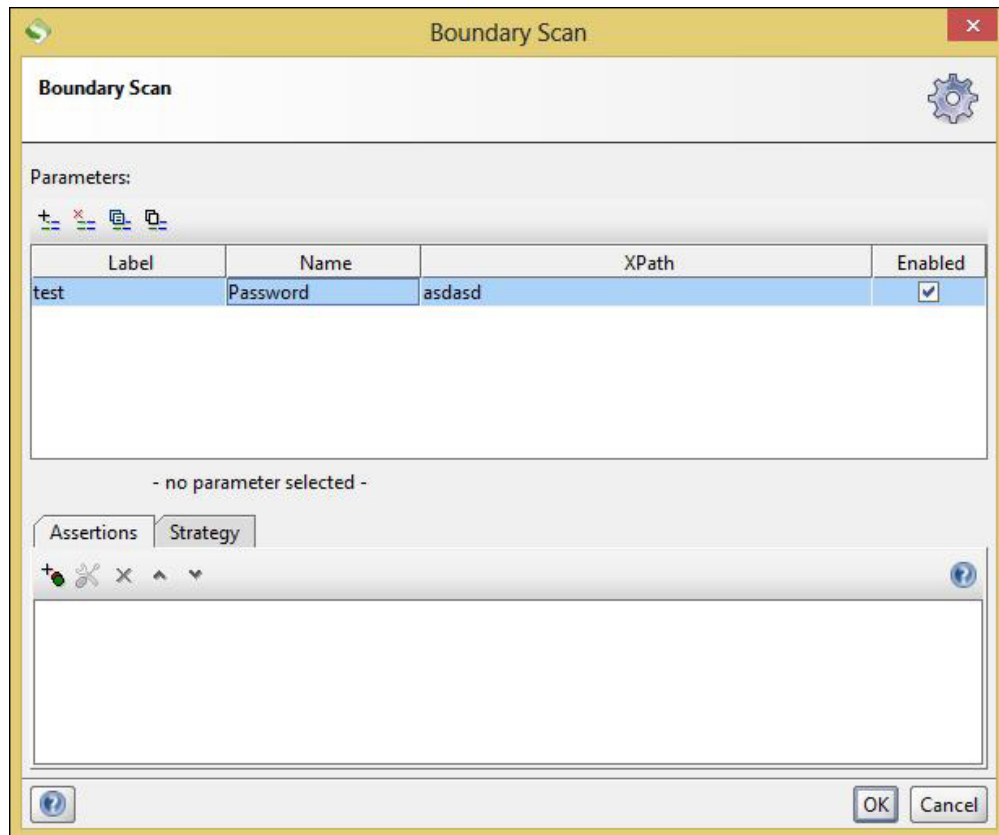 Boundary Scan
Boundary Scan
Parameters:
Label Name XPath Enabled
test Password asdasd
- no parameter selected -
Assertions Strategy
OK Cancel